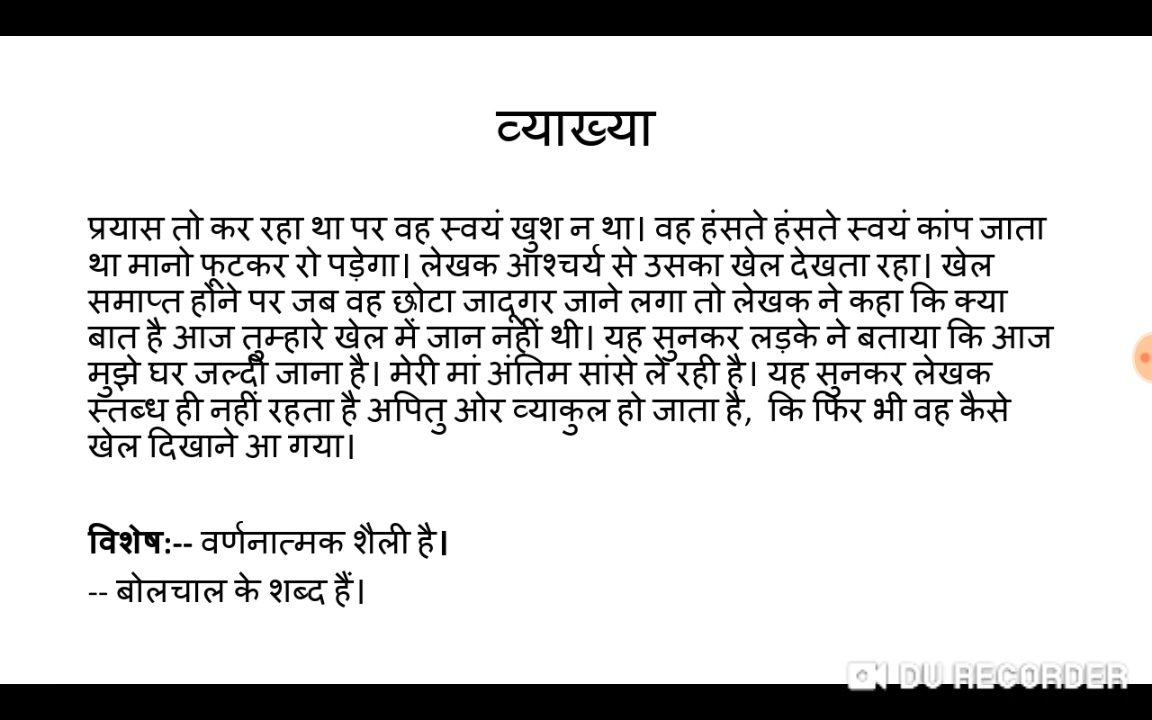 व्याख्या
प्रयास तो कर रहा था पर वह स्वयं खुश न था। वह हंसते हंसते स्वयं कांप जाता
था मानो फूटकर रो पड़ेगा। लेखक आश्चर्य से उसका खेल देखता रहा। खेल
समाप्त होने पर जब वह छोटा जादूगर जाने लगा तो लेखक ने कहा कि क्या
बात है आज तुम्हारे खेल में जान नहीं थी। यह सुनकर लड़के ने बताया कि आज
मुझे घर जल्दी जाना है। मेरी मां अंतिम सांसे ले रही है। यह सुनकर लेखक
स्तब्ध ही नहीं रहता है अपितु ओर व्याकुल हो जाता है, कि फिर भी वह कैसे
खेल दिखाने आ गया।
विशेष:-- वर्णनात्मक शैली है।
-- बोलचाल के शब्द हैं।
DU RECORDER